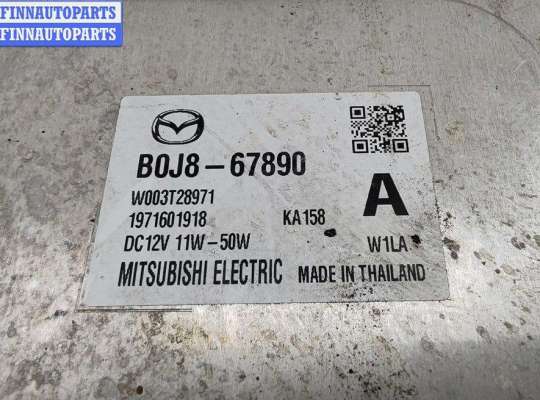 FINNAUTOPARTS
FINNAUTOPARTS
B0J8-67890
W003T28971
1971601918 KA158
A
DC12V 11W-50W W1LA
MITSUBISHI ELECTRIC MADE IN THAILAND